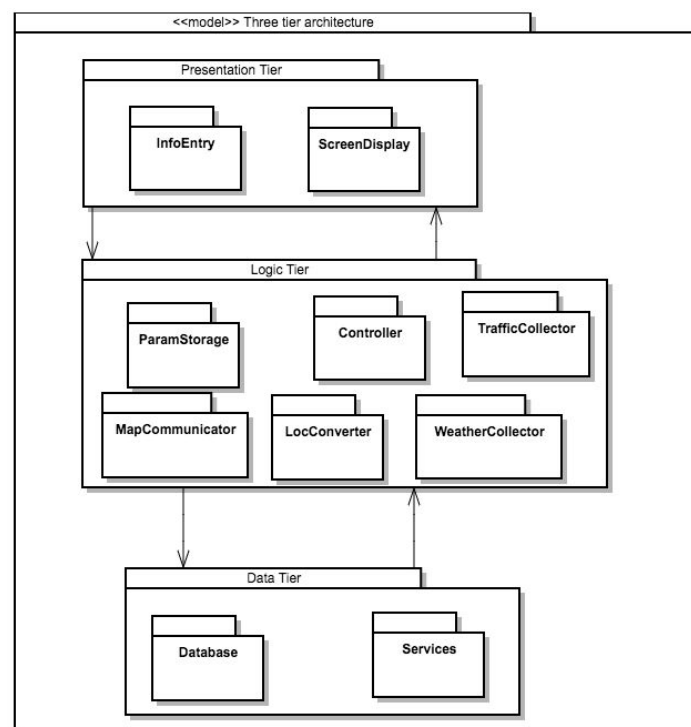 <<model>> Three tier architecture
Presentation Tier
InfoEntry
ScreenDisplay
Logic Tier
ParamStorage
Controller
TrafficCollector
MapCommunicator
LocConverter
WeatherCollector
Data Tier
Database
Services